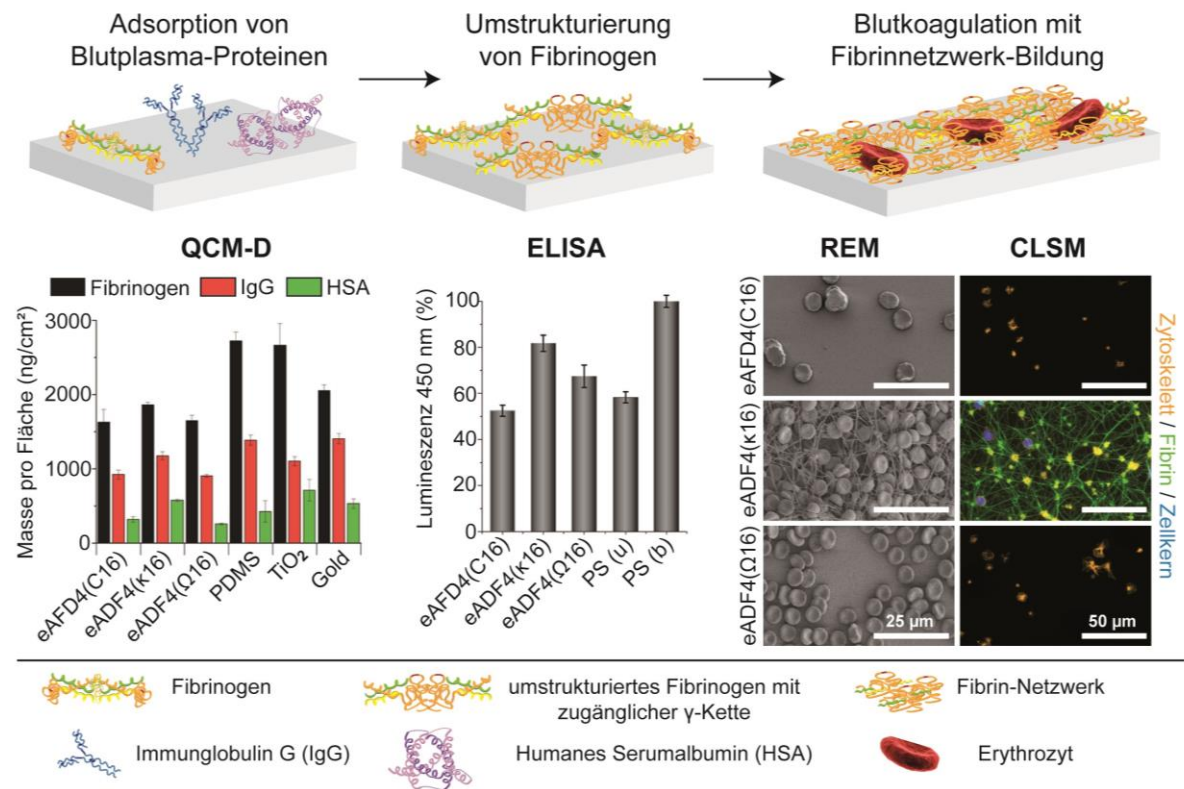 Adsorption von
Blutplasma-Proteinen
Umstrukturierung
von Fibrinogen
Blutkoagulation mit
Fibrinnetzwerk-Bildung
QCM-D
Fibrinogen
IgG
HSA
Masse pro Fläche (ng/cm²)
3000
2000
1000
0
eAFD4(C16)
eADF4(κ16)
eADF4(Ω16)
PDMS
TiO₂
Gold
ELISA
Lumineszenz 450 nm (%)
100
80
60
40
20
0
eAFD4(C16)
eADF4(κ16)
eADF4(Ω16)
PS (u)
PS (b)
REM
CLSM
eAFD4(C16)
eADF4(κ16)
eADF4(Ω16)
25 µm
50 µm
Zytoskelett / Fibrin / Zellkern
Fibrinogen
umstrukturiertes Fibrinogen mit
zugänglicher γ-Kette
Fibrin-Netzwerk
Immunglobulin G (IgG)
Humanes Serumalbumin (HSA)
Erythrozyt